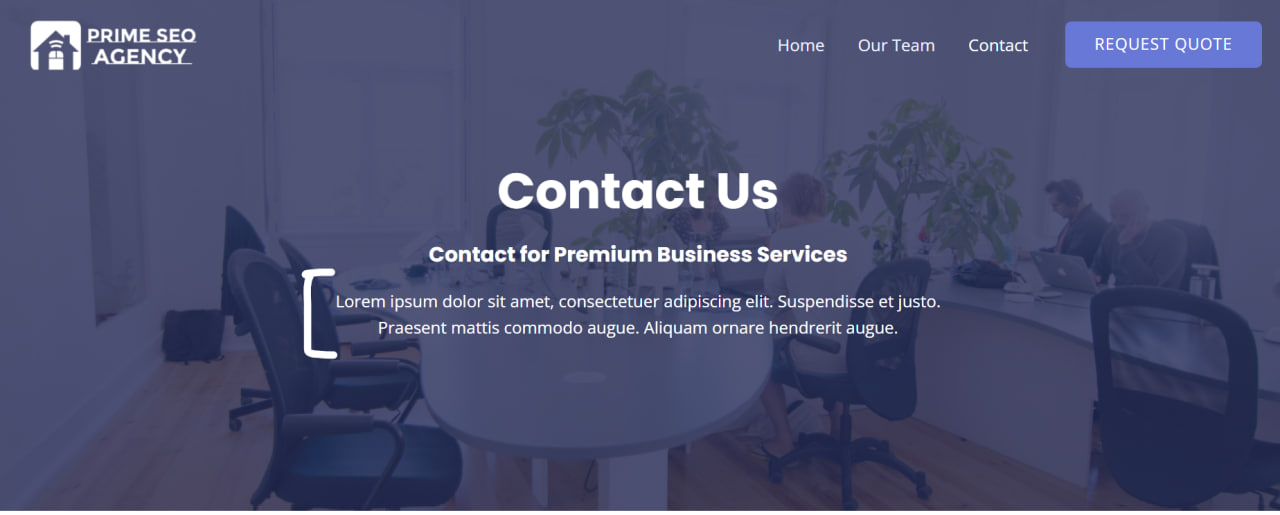 PRIME SEO
AGENCY
Home Our Team Contact REQUEST QUOTE
Contact Us
Contact for Premium Business Services
Lorem ipsum dolor sit amet, consectetuer adipiscing elit. Suspendisse et justo.
Praesent mattis commodo augue. Aliquam ornare hendrerit augue.